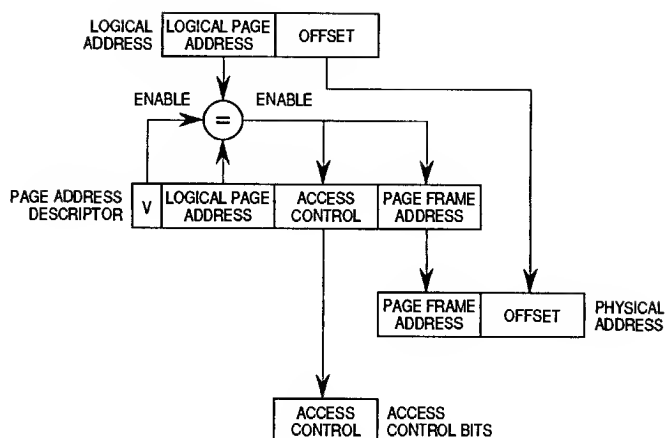 LOGICAL ADDRESS
LOGICAL PAGE ADDRESS
OFFSET
ENABLE
ENABLE
=
PAGE ADDRESS DESCRIPTOR
V
LOGICAL PAGE ADDRESS
ACCESS CONTROL
PAGE FRAME ADDRESS
PAGE FRAME ADDRESS
OFFSET
PHYSICAL ADDRESS
ACCESS CONTROL
ACCESS CONTROL BITS